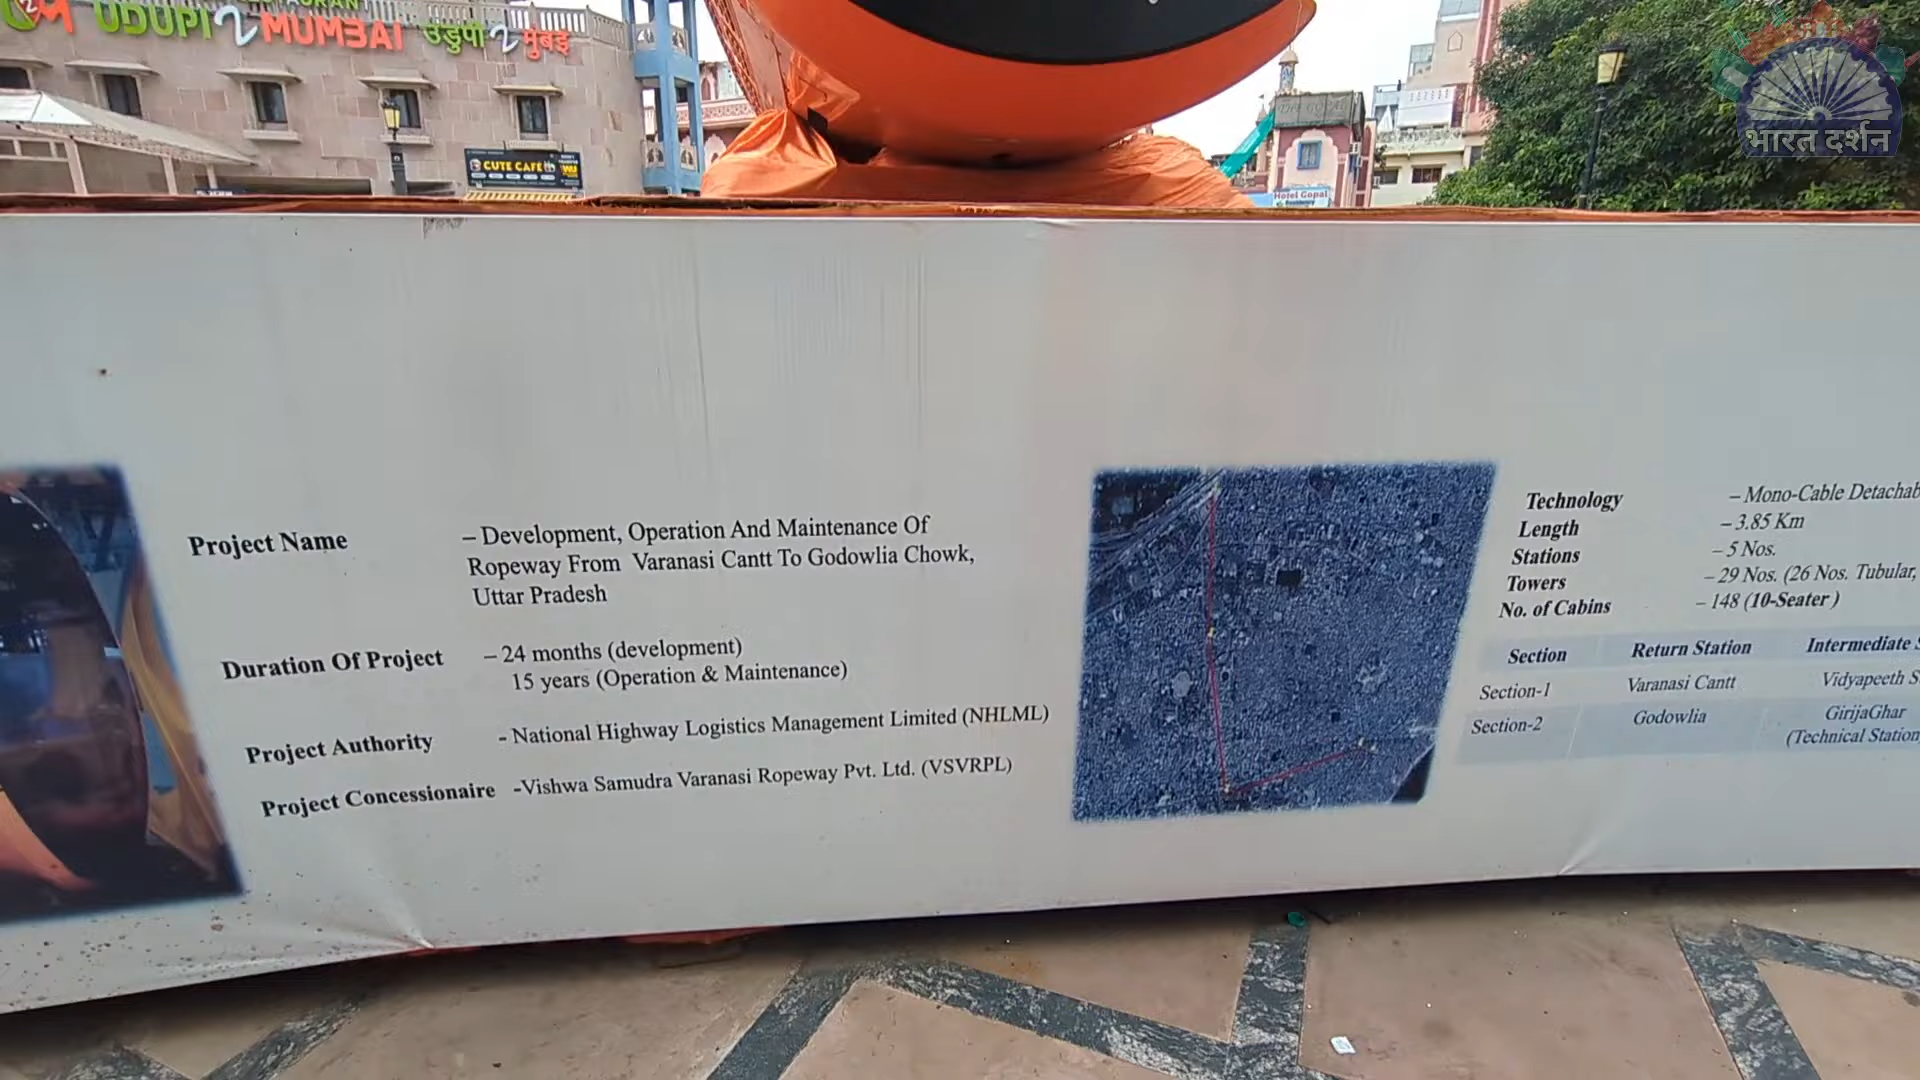 UDUPI 2 MUMBAI उडुपी 2 मुंबई
CUTE CAFE
Hotel Gopal
Residency
भारत दर्शन
Project Name – Development, Operation And Maintenance Of
Ropeway From Varanasi Cantt To Godowlia Chowk,
Uttar Pradesh
Duration Of Project – 24 months (development)
15 years (Operation & Maintenance)
Project Authority - National Highway Logistics Management Limited (NHLML)
Project Concessionaire -Vishwa Samudra Varanasi Ropeway Pvt. Ltd. (VSVRPL)
Technology – Mono-Cable Detachab
Length – 3.85 Km
Stations – 5 Nos.
Towers – 29 Nos. (26 Nos. Tubular,
No. of Cabins – 148 (10-Seater)
Section Return Station Intermediate S
Section-1 Varanasi Cantt Vidyapeeth S
Section-2 Godowlia GirijaGhar
(Technical Station